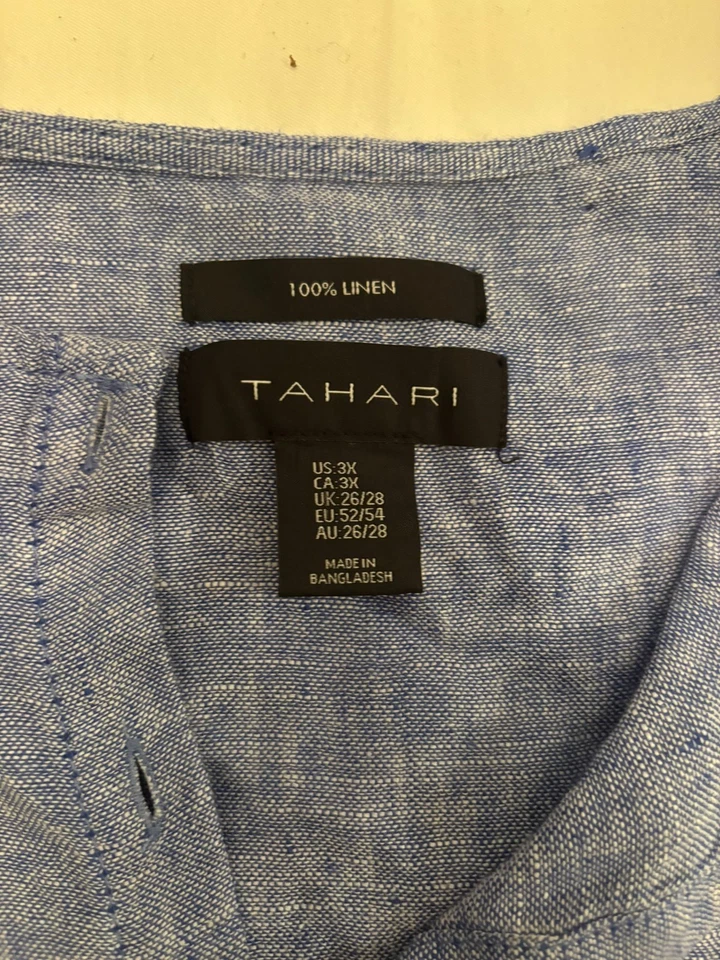 100% LINEN
TAHARI
US:3X
CA:3X
UK:26/28
EU:52/54
AU:26/28
MADE IN
BANGLADESH